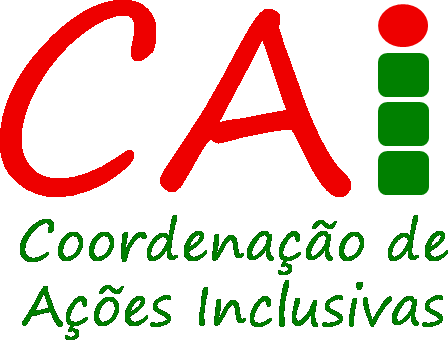 CAi
Coordenação de
Ações Inclusivas